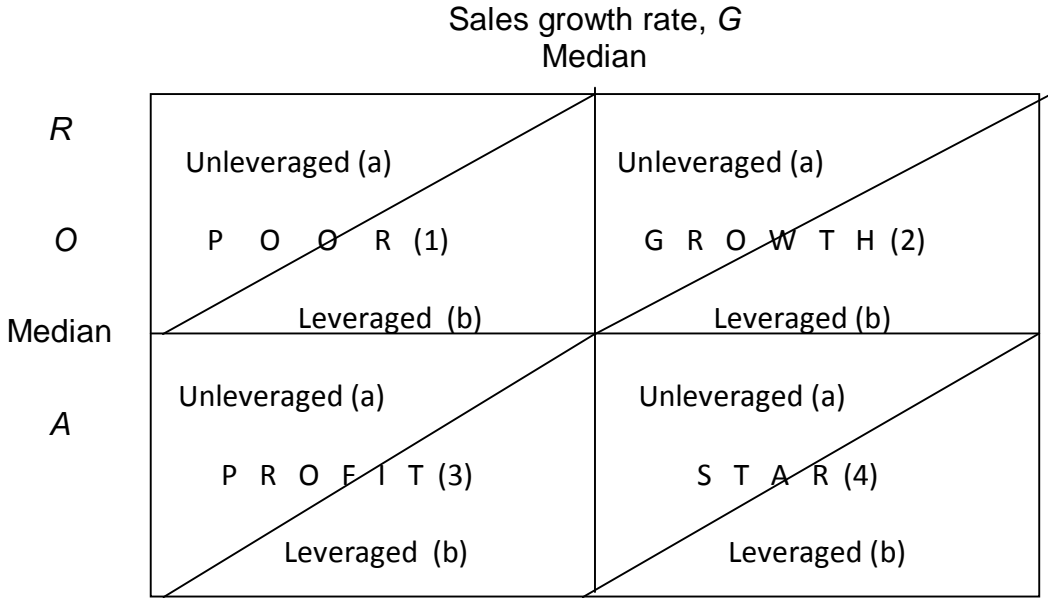 Sales growth rate, G
Median
R
Unleveraged (a) Unleveraged (a)
O P O O R (1) G R O W T H (2)
Leveraged (b) Leveraged (b)
Median
Unleveraged (a) Unleveraged (a)
A
P R O F I T (3) S T A R (4)
Leveraged (b) Leveraged (b)